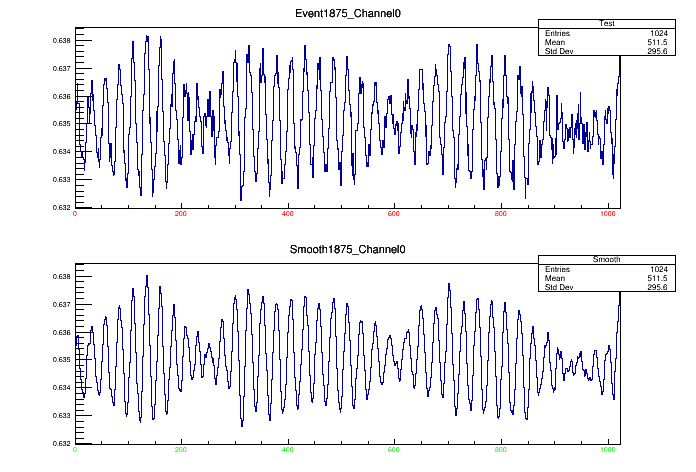 Event1875_Channel0
Test
Entries 1024
Mean 511.5
Std Dev 295.6
0.638
0.637
0.636
0.635
0.634
0.633
0.632
0 200 400 600 800 1000
Smooth1875_Channel0
Smooth
Entries 1024
Mean 511.5
Std Dev 295.6
0.638
0.637
0.636
0.635
0.634
0.633
0.632
0 200 400 600 800 1000